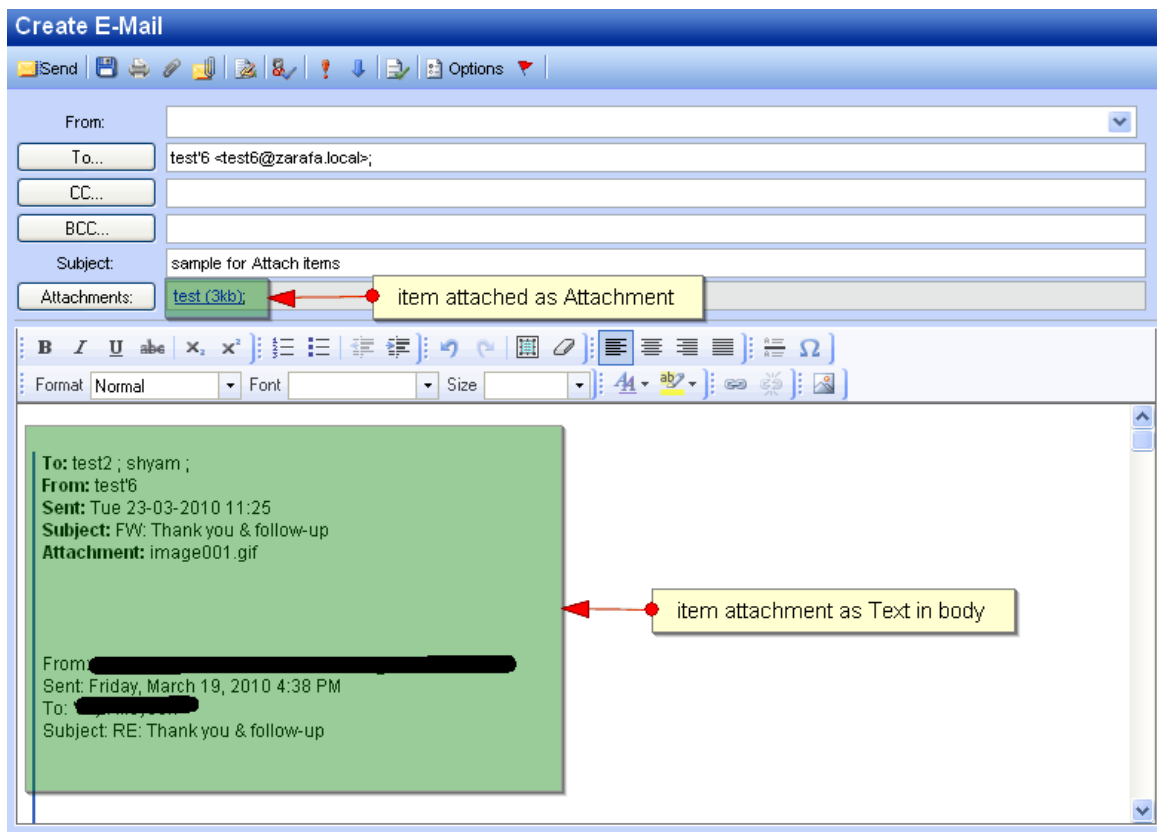 Create E-Mail
Send Options
From:
To... test'6 <test6@zarafa.local>;
CC...
BCC...
Subject: sample for Attach items
Attachments: test (3kb);
item attached as Attachment
B I U abc x₂ x² Ω
Format Normal Font Size
To: test2 ; shyam ;
From: test'6
Sent: Tue 23-03-2010 11:25
Subject: FW: Thank you & follow-up
Attachment: image001.gif
item attachment as Text in body
From:
Sent: Friday, March 19, 2010 4:38 PM
To:
Subject: RE: Thank you & follow-up